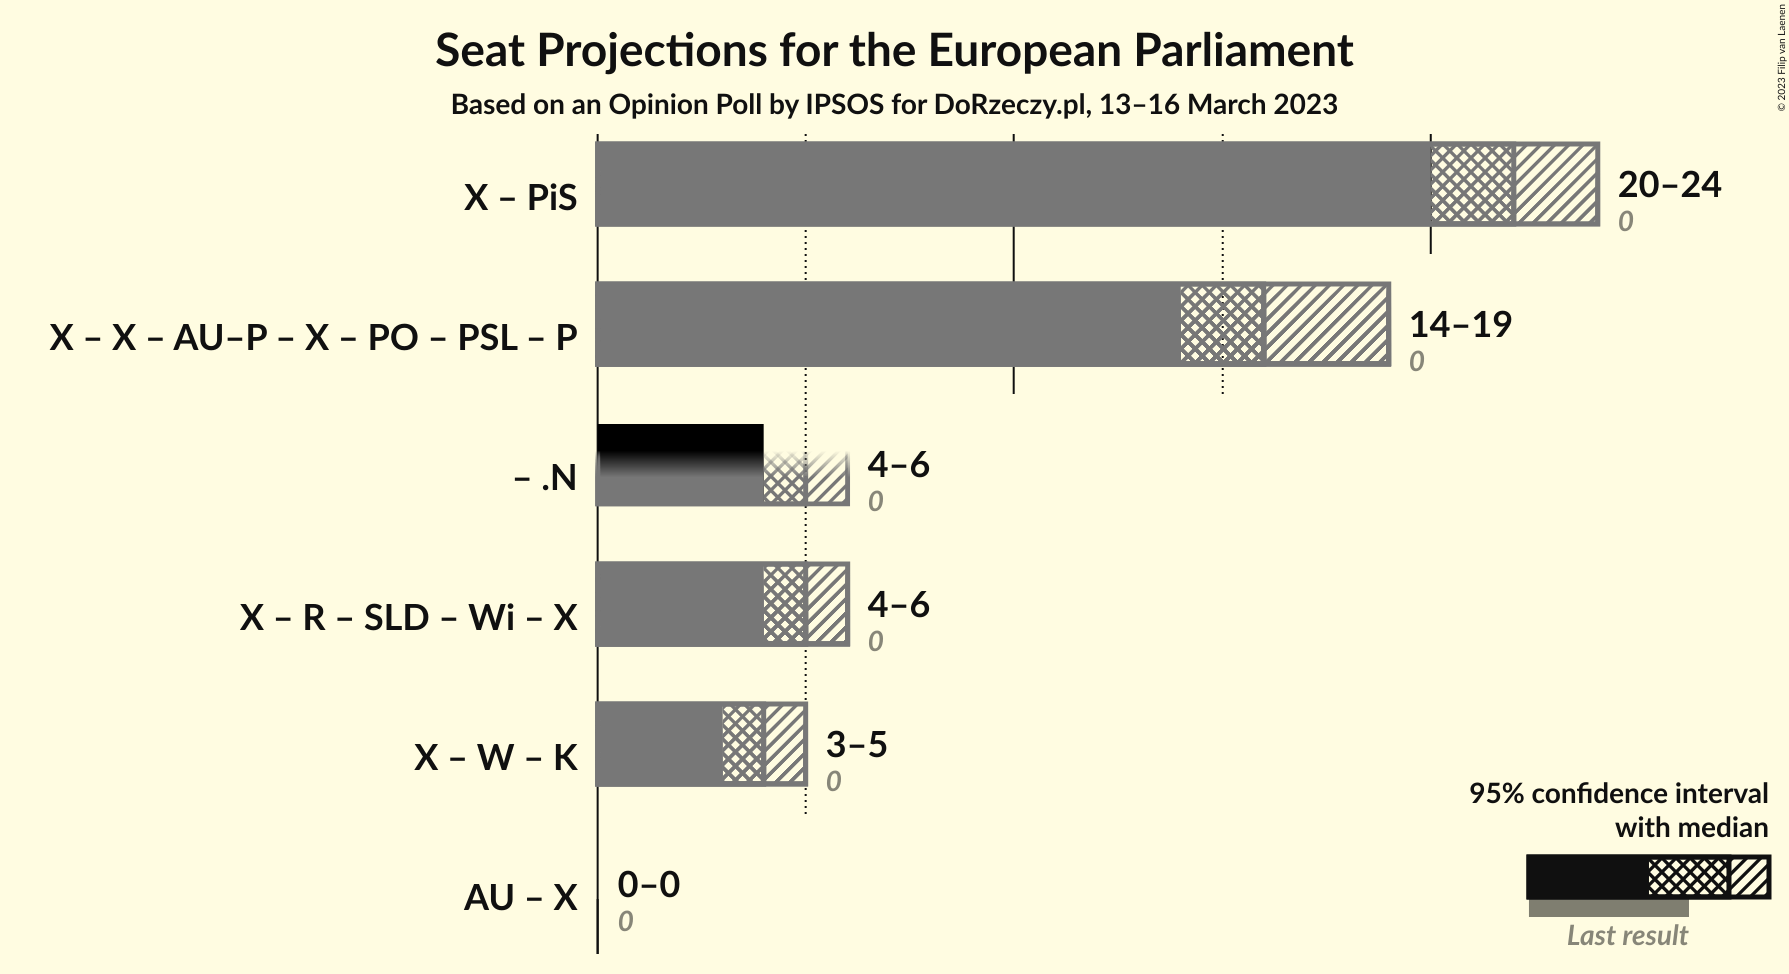 Seat Projections for the European Parliament
Based on an Opinion Poll by IPSOS for DoRzeczy.pl, 13–16 March 2023
© 2023 Filip van Laenen
X – PiS
20–24
0
X – X – AU–P – X – PO – PSL – P
14–19
0
– .N
4–6
0
X – R – SLD – Wi – X
4–6
0
X – W – K
3–5
0
AU – X
0–0
0
95% confidence interval
with median
Last result